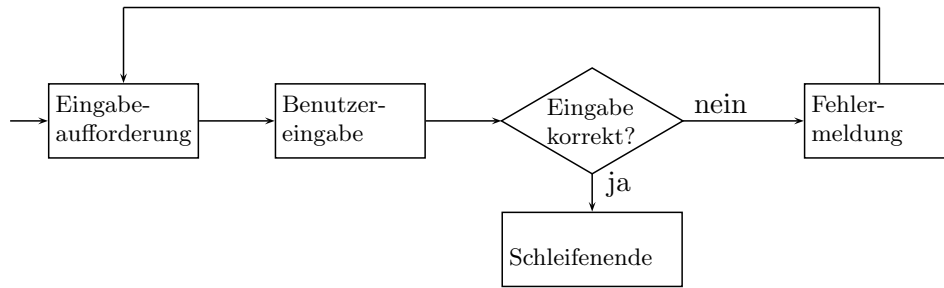 Eingabe-
aufforderung
Benutzer-
eingabe
Eingabe
korrekt?
nein
Fehler-
meldung
ja
Schleifenende